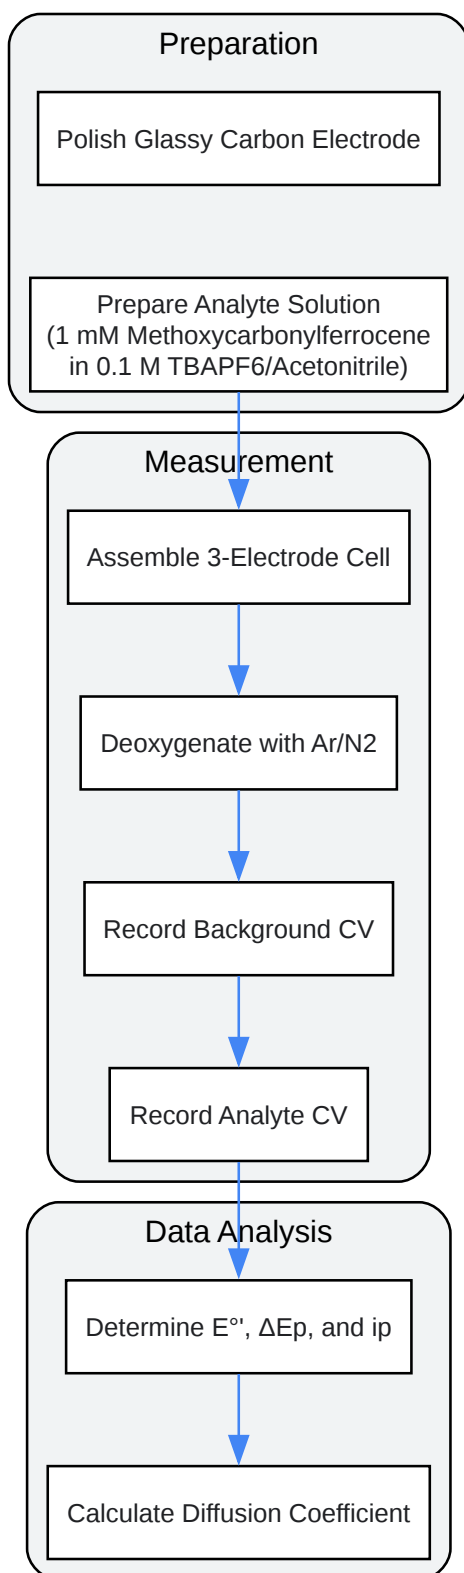 Preparation
Polish Glassy Carbon Electrode
Prepare Analyte Solution
(1 mM Methoxycarbonylferrocene
in 0.1 M TBAPF6/Acetonitrile)
Measurement
Assemble 3-Electrode Cell
Deoxygenate with Ar/N2
Record Background CV
Record Analyte CV
Data Analysis
Determine E°', ΔEp, and ip
Calculate Diffusion Coefficient